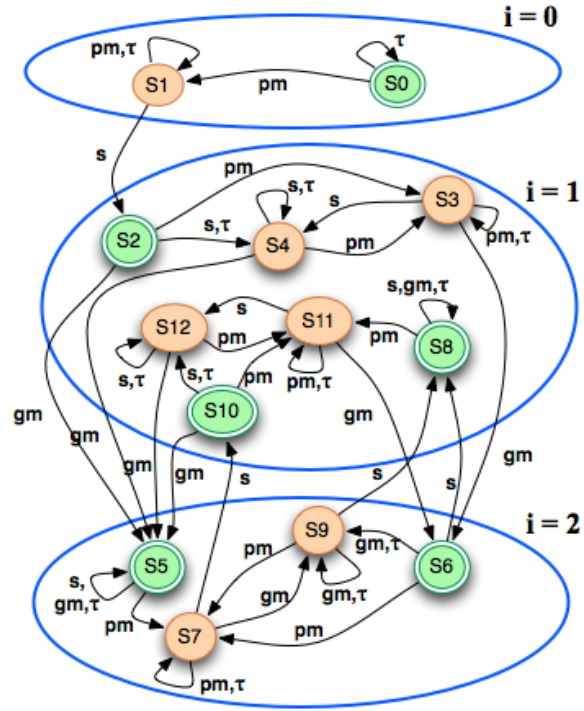 i = 0
pm,τ
τ
S1
S0
pm
s
i = 1
pm
s,τ
s
S3
S2
s,τ
S4
pm
pm,τ
s,gm,τ
s
S12
S11
pm
S8
pm
s,τ
s,τ
pm
pm,τ
S10
gm
gm
gm
gm
gm
gm
s
s
s
i = 2
S9
gm,τ
S5
pm
S6
s,
gm,τ
gm,τ
pm
gm
pm
S7
pm,τ